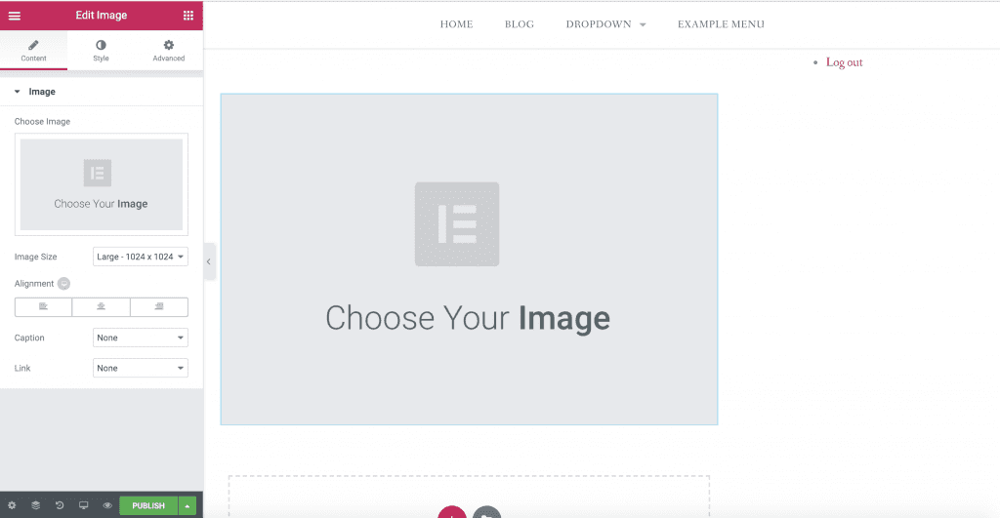 Edit Image
Content
Style
Advanced
Image
Choose Image
Choose Your Image
Image Size
Large - 1024 x 1024
Alignment
Caption
None
Link
None
PUBLISH
HOME
BLOG
DROPDOWN
EXAMPLE MENU
Log out
Choose Your Image